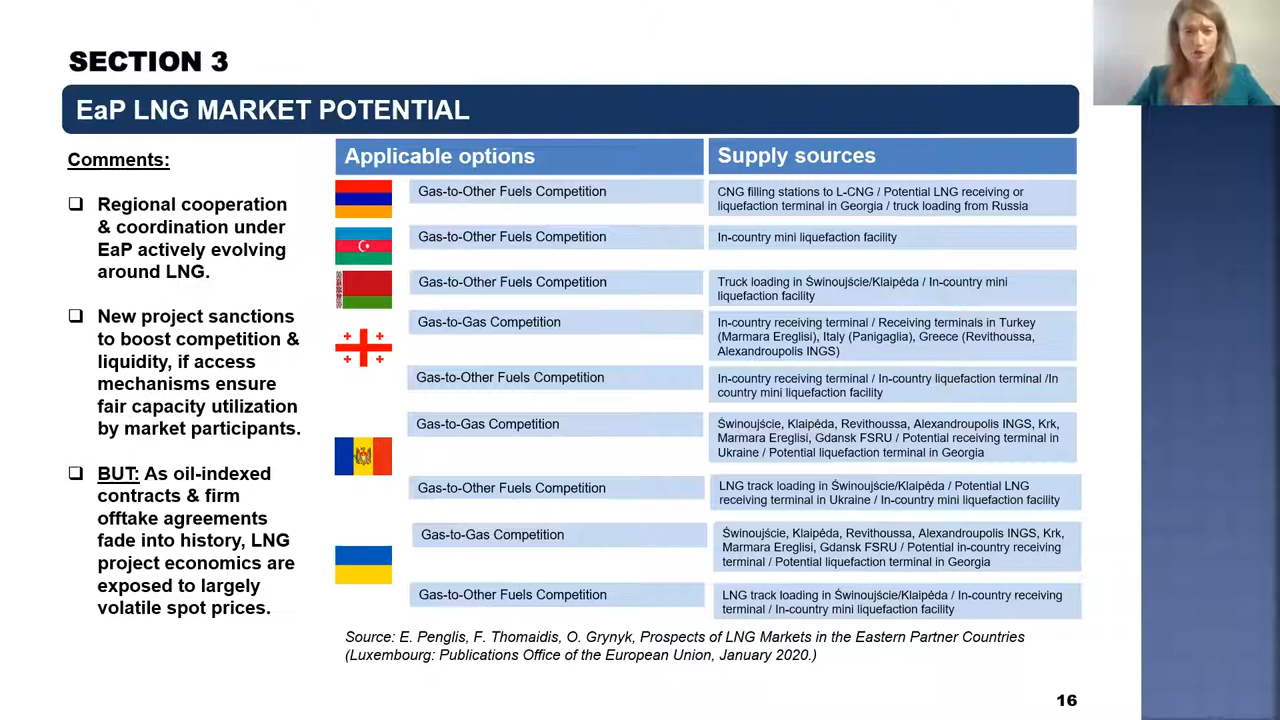 SECTION 3
EaP LNG MARKET POTENTIAL
Comments:
❑ Regional cooperation
& coordination under
EaP actively evolving
around LNG.
❑ New project sanctions
to boost competition &
liquidity, if access
mechanisms ensure
fair capacity utilization
by market participants.
❑ BUT: As oil-indexed
contracts & firm
offtake agreements
fade into history, LNG
project economics are
exposed to largely
volatile spot prices.
Applicable options
Supply sources
Gas-to-Other Fuels Competition
CNG filling stations to L-CNG / Potential LNG receiving or
liquefaction terminal in Georgia / truck loading from Russia
Gas-to-Other Fuels Competition
In-country mini liquefaction facility
Gas-to-Other Fuels Competition
Truck loading in Świnoujście/Klaipėda / In-country mini
liquefaction facility
Gas-to-Gas Competition
In-country receiving terminal / Receiving terminals in Turkey
(Marmara Ereglisi), Italy (Panigaglia), Greece (Revithoussa,
Alexandroupolis INGS)
Gas-to-Other Fuels Competition
In-country receiving terminal / In-country liquefaction terminal /In
country mini liquefaction facility
Gas-to-Gas Competition
Świnoujście, Klaipėda, Revithoussa, Alexandroupolis INGS, Krk,
Marmara Ereglisi, Gdansk FSRU / Potential receiving terminal in
Ukraine / Potential liquefaction terminal in Georgia
Gas-to-Other Fuels Competition
LNG track loading in Świnoujście/Klaipėda / Potential LNG
receiving terminal in Ukraine / In-country mini liquefaction facility
Gas-to-Gas Competition
Świnoujście, Klaipėda, Revithoussa, Alexandroupolis INGS, Krk,
Marmara Ereglisi, Gdansk FSRU / Potential in-country receiving
terminal / Potential liquefaction terminal in Georgia
Gas-to-Other Fuels Competition
LNG track loading in Świnoujście/Klaipėda / In-country receiving
terminal / In-country mini liquefaction facility
Source: E. Penglis, F. Thomaidis, O. Grynyk, Prospects of LNG Markets in the Eastern Partner Countries
(Luxembourg: Publications Office of the European Union, January 2020.)
16